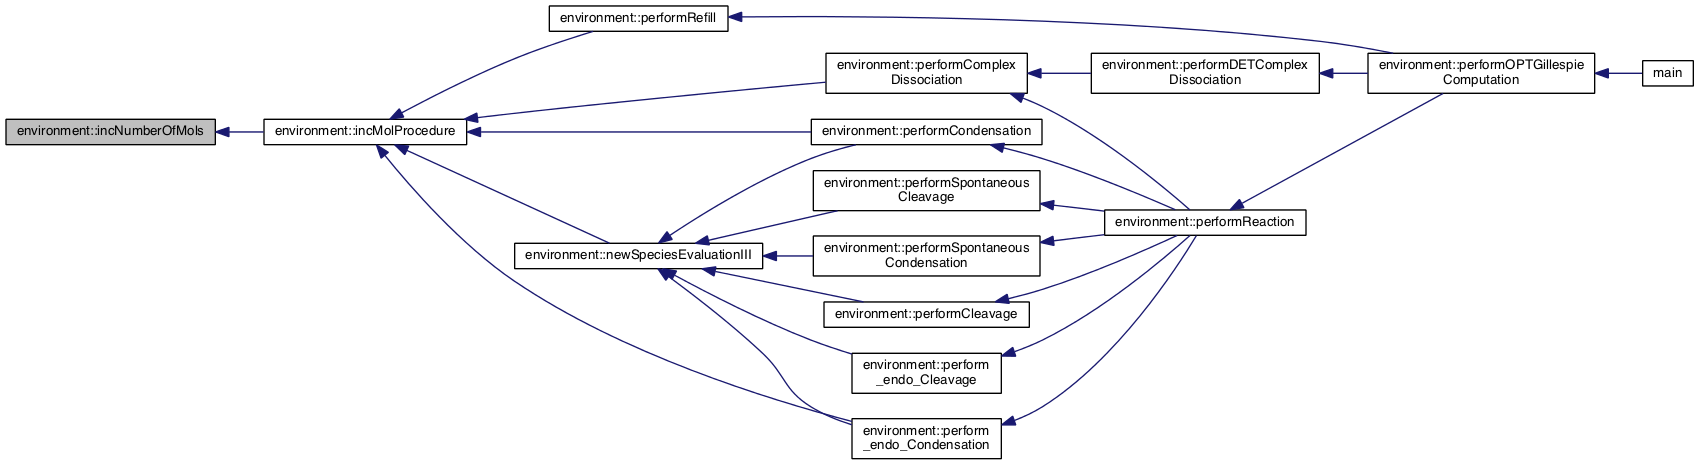 environment::incNumberOfMols
environment::incMolProcedure
environment::performRefill
environment::performComplex
Dissociation
environment::performCondensation
environment::newSpeciesEvaluationIII
environment::performSpontaneous
Cleavage
environment::performSpontaneous
Condensation
environment::performCleavage
environment::perform
_endo_Cleavage
environment::perform
_endo_Condensation
environment::performDETComplex
Dissociation
environment::performReaction
environment::performOPTGillespie
Computation
main